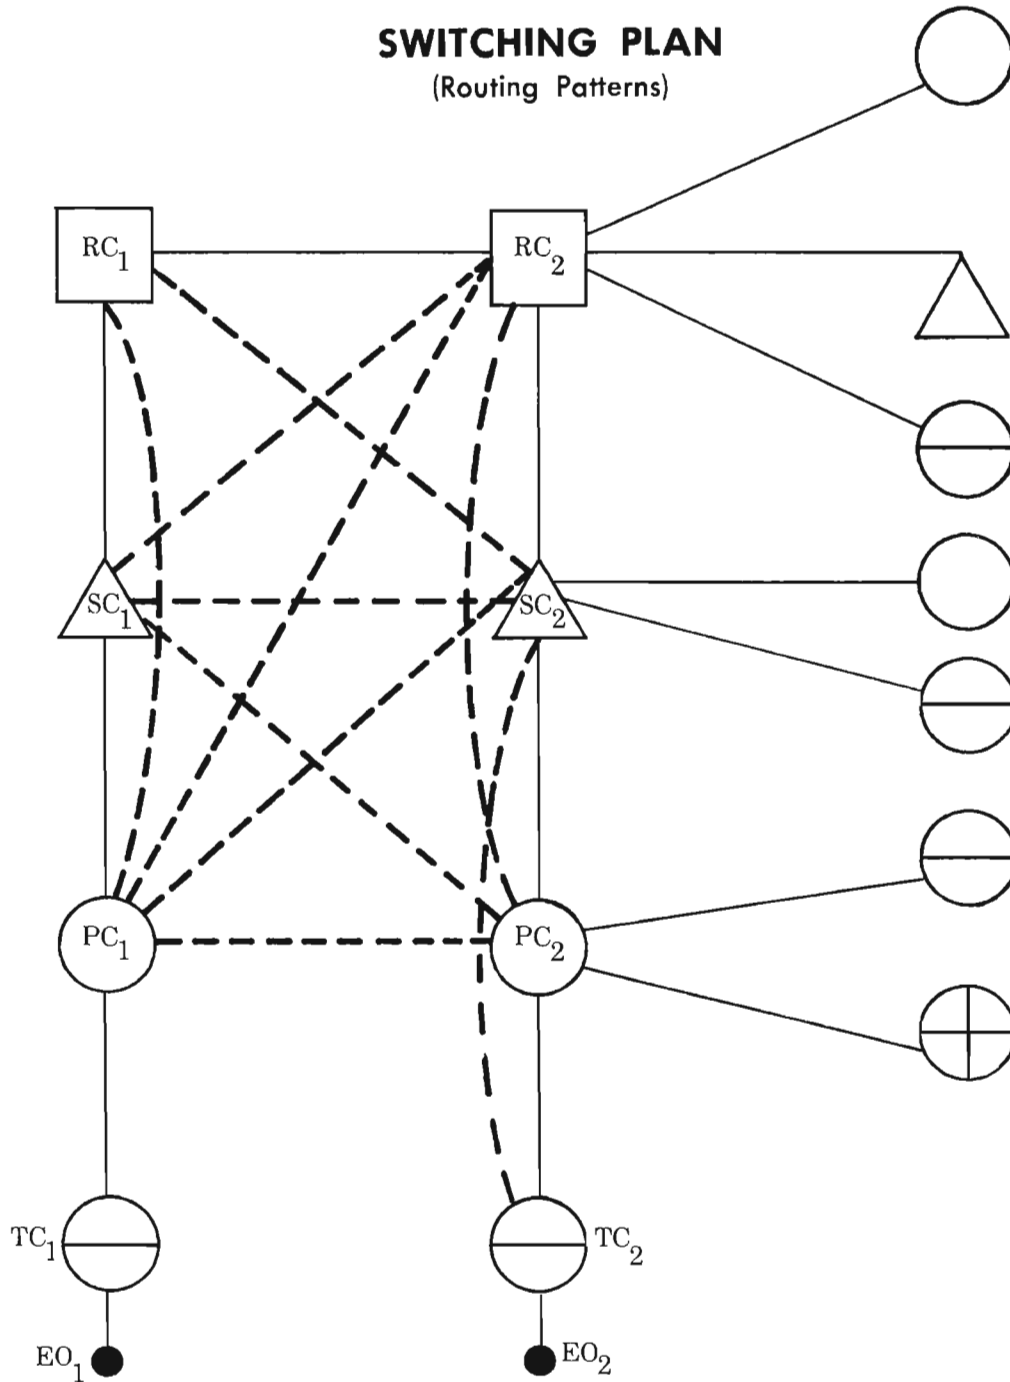 SWITCHING PLAN
(Routing Patterns)
RC1
RC2
SC1
SC2
PC1
PC2
TC1
TC2
EO1
EO2